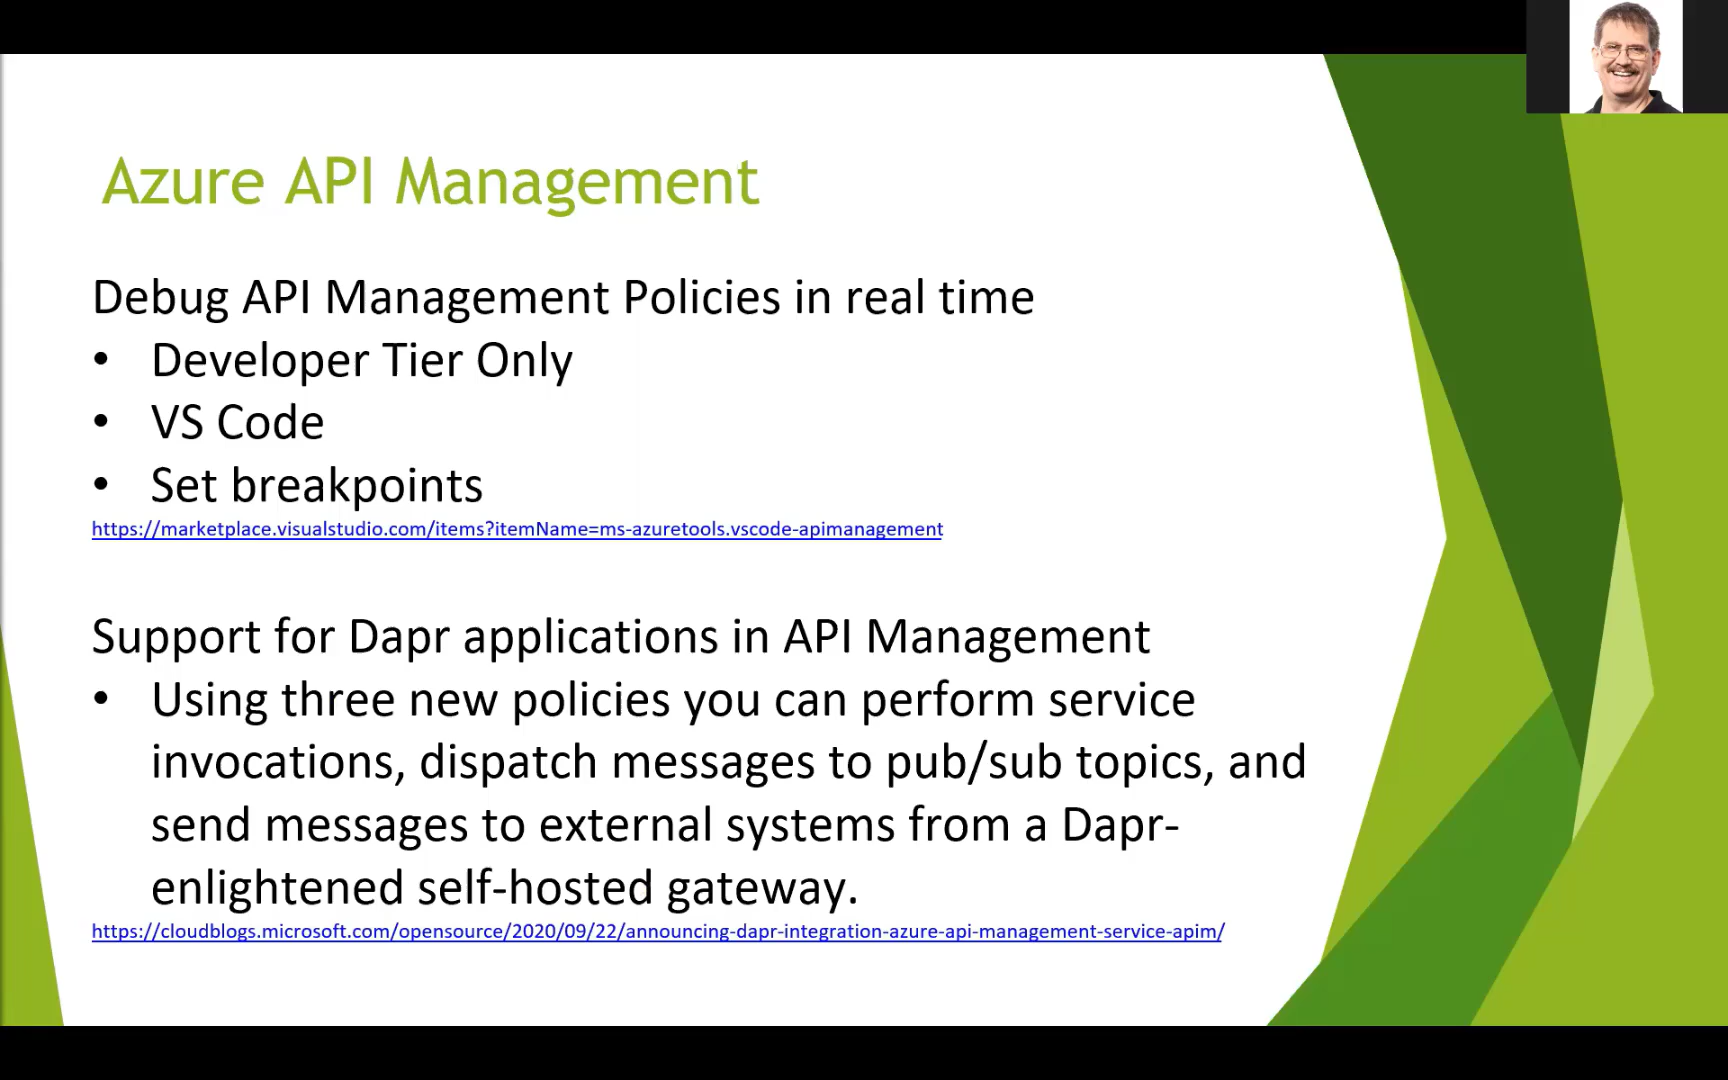 Azure API Management
Debug API Management Policies in real time
• Developer Tier Only
• VS Code
• Set breakpoints
https://marketplace.visualstudio.com/items?itemName=ms-azuretools.vscode-apimanagement
Support for Dapr applications in API Management
• Using three new policies you can perform service
invocations, dispatch messages to pub/sub topics, and
send messages to external systems from a Dapr-
enlightened self-hosted gateway.
https://cloudblogs.microsoft.com/opensource/2020/09/22/announcing-dapr-integration-azure-api-management-service-apim/